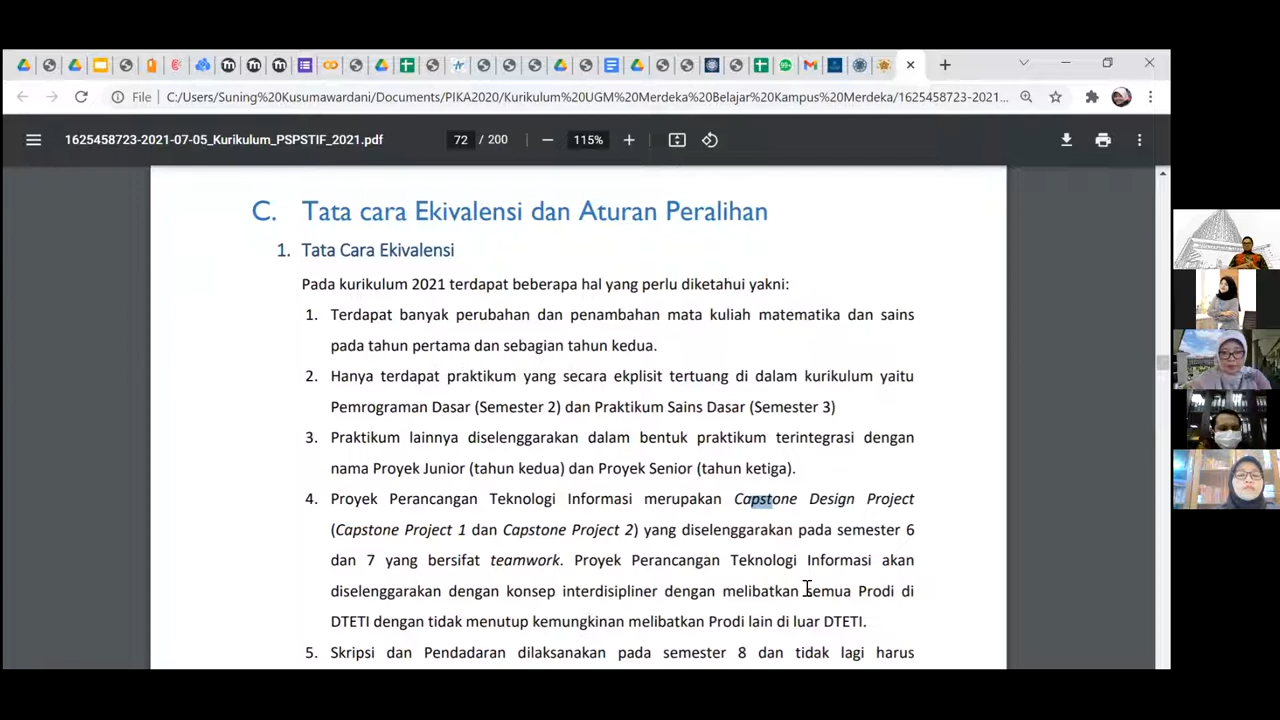 File
C:/Users/Suning%20Kusumawardani/Documents/PIKA2020/Kurikulum%20UGM%20Merdeka%20Belajar%20Kampus%20Merdeka/1625458723-2021...
1625458723-2021-07-05_Kurikulum_PSPSTIF_2021.pdf
72 / 200
115%
C. Tata cara Ekivalensi dan Aturan Peralihan
1. Tata Cara Ekivalensi
Pada kurikulum 2021 terdapat beberapa hal yang perlu diketahui yakni:
1. Terdapat banyak perubahan dan penambahan mata kuliah matematika dan sains
pada tahun pertama dan sebagian tahun kedua.
2. Hanya terdapat praktikum yang secara ekplisit tertuang di dalam kurikulum yaitu
Pemrograman Dasar (Semester 2) dan Praktikum Sains Dasar (Semester 3)
3. Praktikum lainnya diselenggarakan dalam bentuk praktikum terintegrasi dengan
nama Proyek Junior (tahun kedua) dan Proyek Senior (tahun ketiga).
4. Proyek Perancangan Teknologi Informasi merupakan Capstone Design Project
(Capstone Project 1 dan Capstone Project 2) yang diselenggarakan pada semester 6
dan 7 yang bersifat teamwork. Proyek Perancangan Teknologi Informasi akan
diselenggarakan dengan konsep interdisipliner dengan melibatkan semua Prodi di
DTETI dengan tidak menutup kemungkinan melibatkan Prodi lain di luar DTETI.
5. Skripsi dan Pendadaran dilaksanakan pada semester 8 dan tidak lagi harus